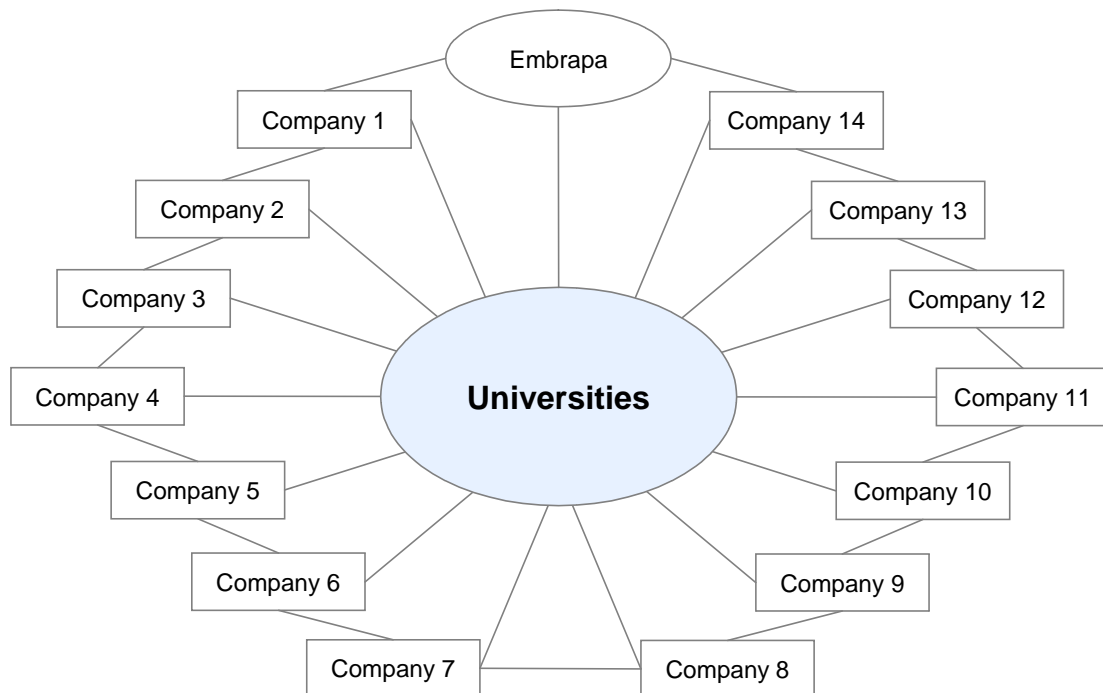 Embrapa
Company 1
Company 14
Company 2
Company 13
Company 3
Company 12
Universities
Company 4
Company 11
Company 5
Company 10
Company 6
Company 9
Company 7
Company 8